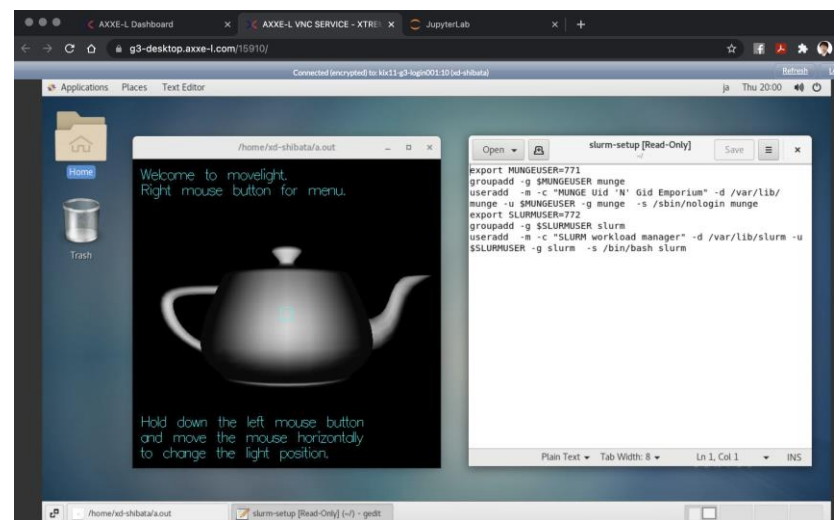 AXXE-L Dashboard
AXXE-L VNC SERVICE - XTRE
JupyterLab
g3-desktop.axxe-l.com/15910/
Connected (encrypted) to: kix11-g3-login001:10 (xd-shibata)
Refresh
Applications Places Text Editor
ja Thu 20:00
Home
Trash
/home/xd-shibata/a.out
Welcome to movelight.
Right mouse button for menu.
Hold down the left mouse button
and move the mouse horizontally
to change the light position.
Open
slurm-setup [Read-Only]
~/
Save
export MUNGEUSER=771
groupadd -g $MUNGEUSER munge
useradd -m -c "MUNGE Uid 'N' Gid Emporium" -d /var/lib/
munge -u $MUNGEUSER -g munge -s /sbin/nologin munge
export SLURMUSER=772
groupadd -g $SLURMUSER slurm
useradd -m -c "SLURM workload manager" -d /var/lib/slurm -u
$SLURMUSER -g slurm -s /bin/bash slurm
Plain Text Tab Width: 8 Ln 1, Col 1 INS
/home/xd-shibata/a.out
slurm-setup [Read-Only] (~/) - gedit